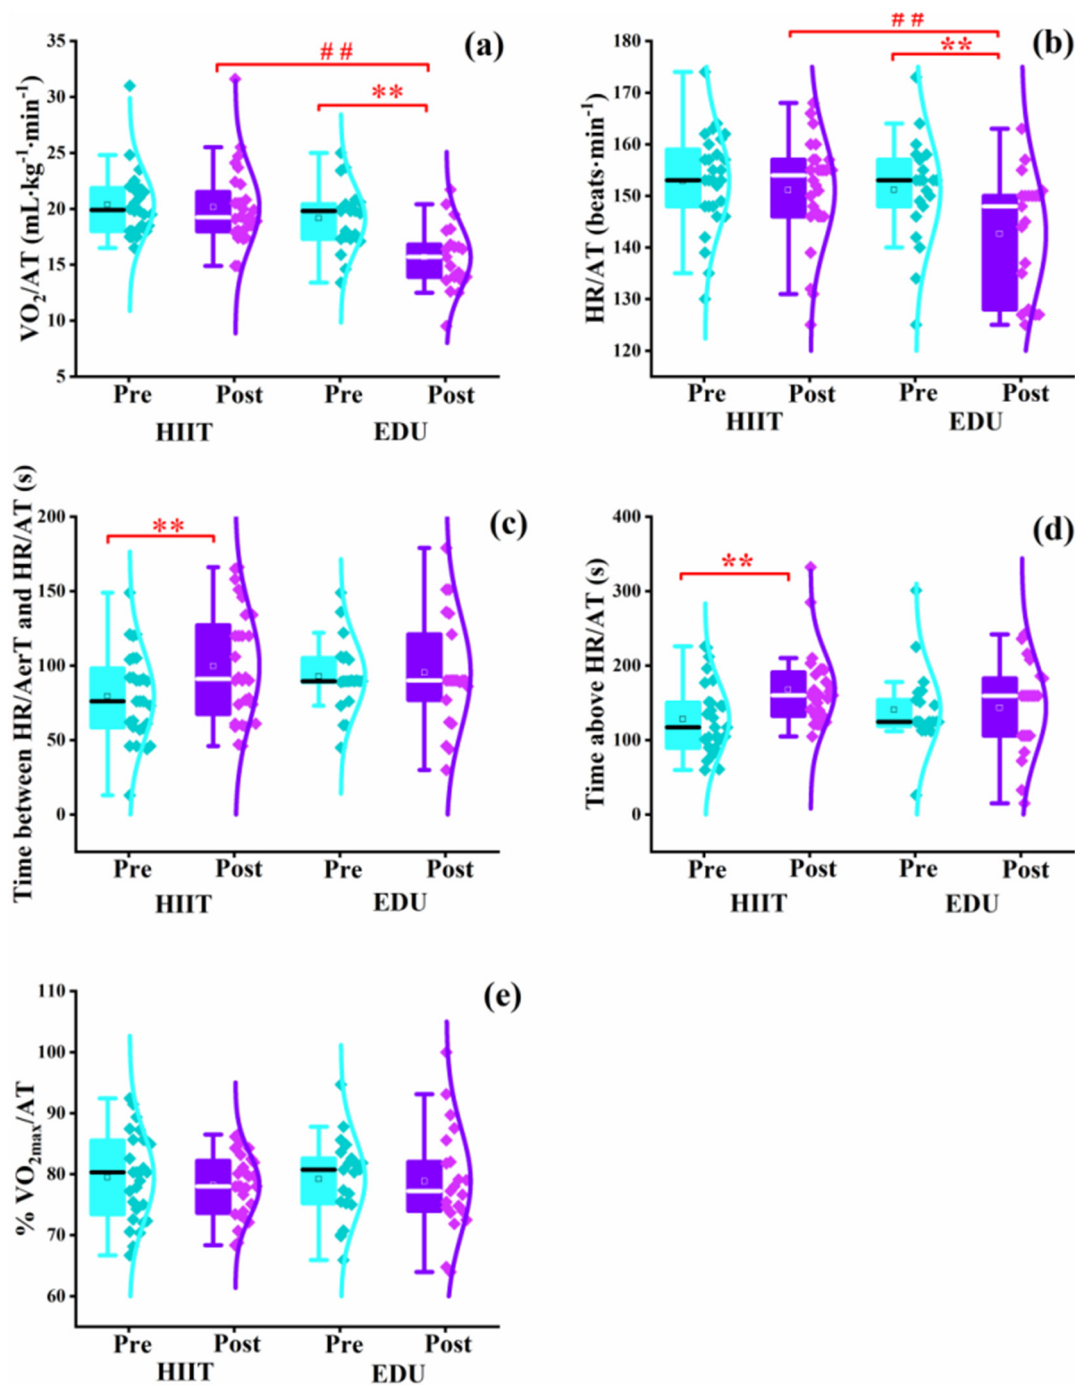 (a)
VO₂/AT (mL·kg⁻¹·min⁻¹)
35
30
25
20
15
10
5
##
**
Pre Post Pre Post
HIIT EDU
(b)
HR/AT (beats·min⁻¹)
180
170
160
150
140
130
120
##
**
Pre Post Pre Post
HIIT EDU
(c)
Time between HR/AerT and HR/AT (s)
200
150
100
50
0
**
Pre Post Pre Post
HIIT EDU
(d)
Time above HR/AT (s)
400
300
200
100
0
**
Pre Post Pre Post
HIIT EDU
(e)
% VO₂max/AT
110
100
90
80
70
60
Pre Post Pre Post
HIIT EDU